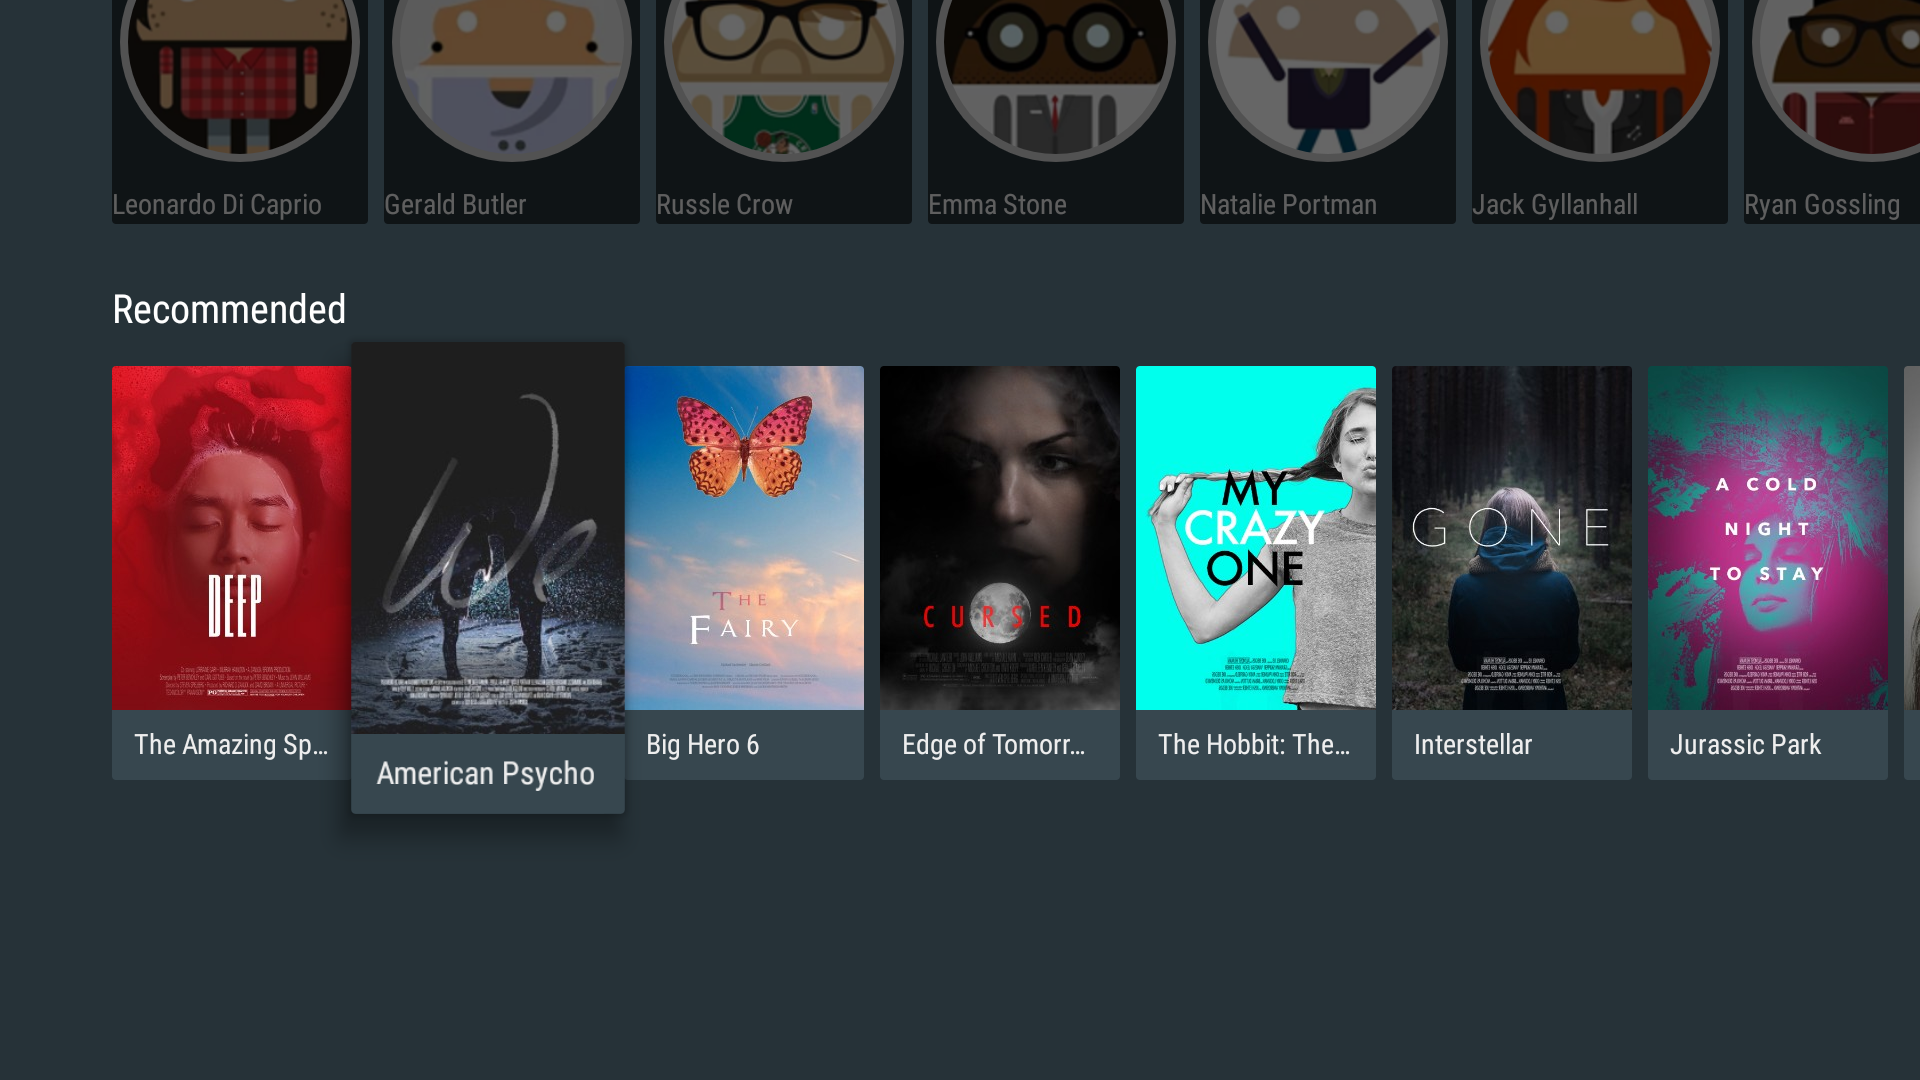 Leonardo Di Caprio
Gerald Butler
Russle Crow
Emma Stone
Natalie Portman
Jack Gyllanhall
Ryan Gossling
Recommended
DEEP
We
THE
FAIRY
CURSED
MY
CRAZY
ONE
GONE
A COLD
NIGHT
TO STAY
The Amazing Sp...
American Psycho
Big Hero 6
Edge of Tomorr...
The Hobbit: The...
Interstellar
Jurassic Park